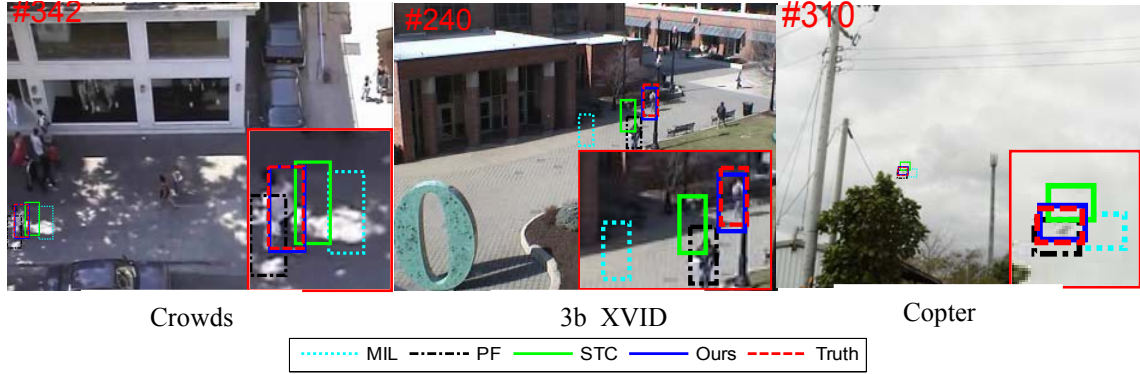 #342
#240
#310
Crowds
3b XVID
Copter
MIL PF STC Ours Truth